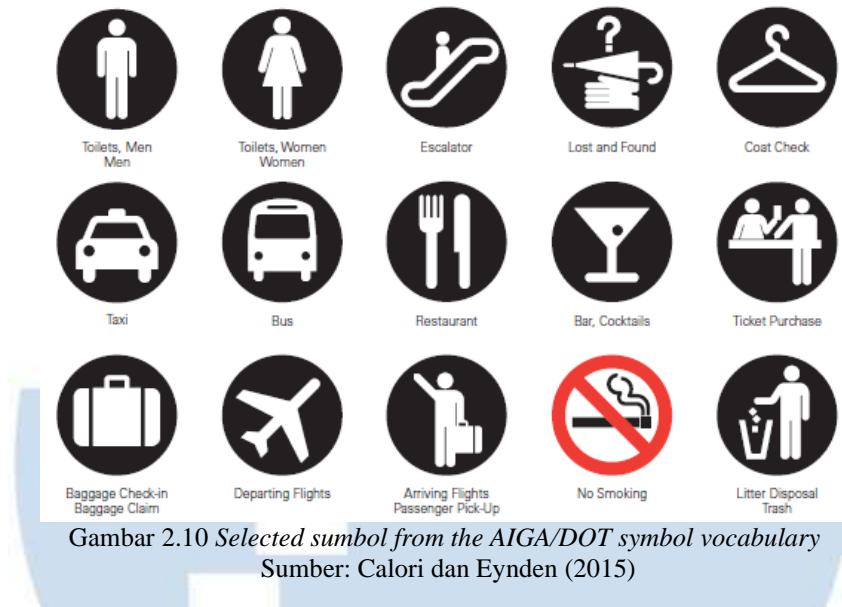 ?
Toilets, Men
Men
Toilets, Women
Women
Escalator
Lost and Found
Coat Check
Taxi
Bus
Restaurant
Bar, Cocktails
Ticket Purchase
Baggage Check-in
Baggage Claim
Departing Flights
Arriving Flights
Passenger Pick-Up
No Smoking
Litter Disposal
Trash
Gambar 2.10 Selected sumbol from the AIGA/DOT symbol vocabulary
Sumber: Calori dan Eynden (2015)